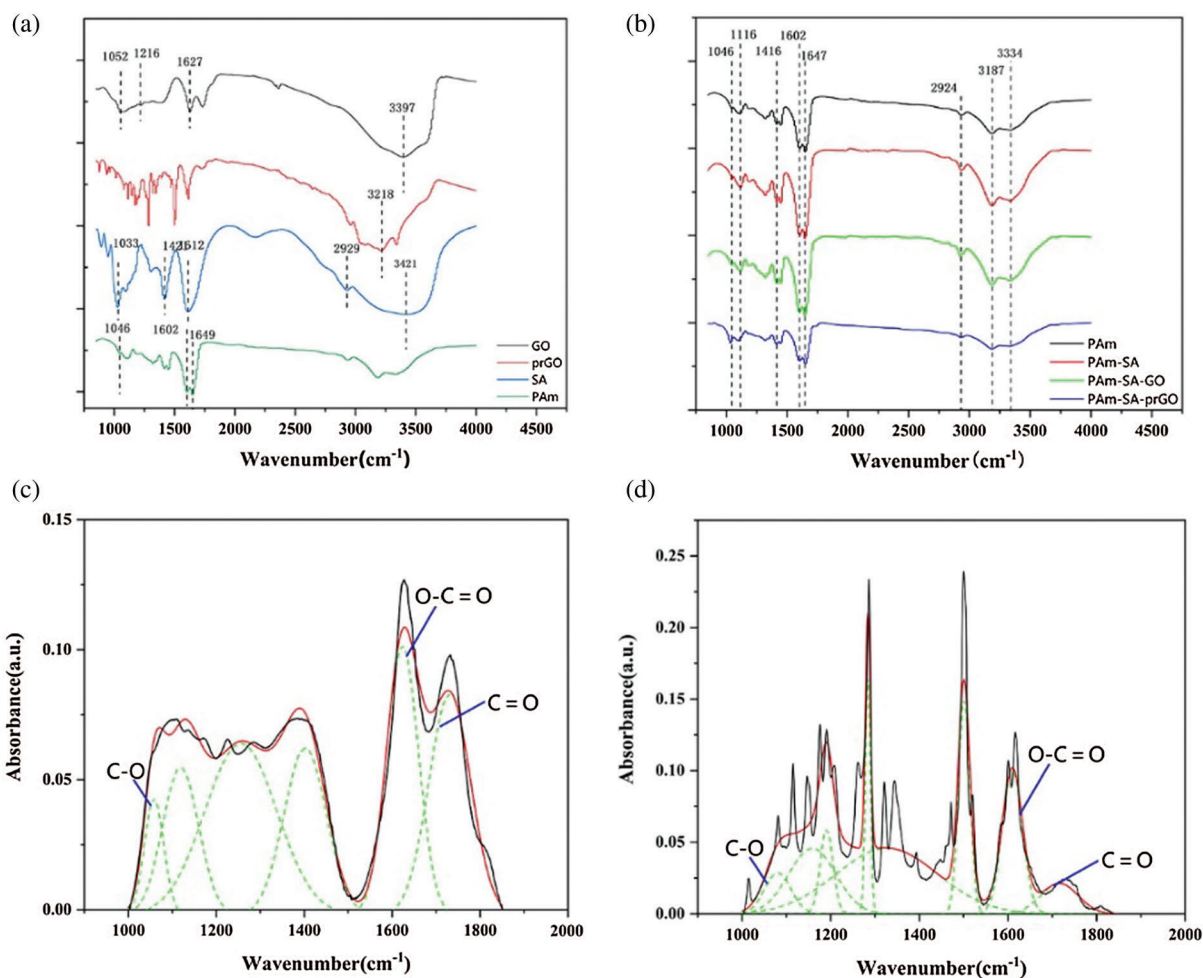 (a)
1052
1216
1627
3397
3218
1033
1612
2929
3421
1046
1602
1649
GO
prGO
SA
PAm
1000 1500 2000 2500 3000 3500 4000 4500
Wavenumber(cm-1)
(b)
1046
1116
1416
1602
1647
2924
3187
3334
PAm
PAm-SA
PAm-SA-GO
PAm-SA-prGO
1000 1500 2000 2500 3000 3500 4000 4500
Wavenumber(cm-1)
(c)
0.15
0.10
0.05
0.00
Absorbance(a.u.)
C-O
O-C=O
C=O
1000 1200 1400 1600 1800 2000
Wavenumber(cm-1)
(d)
0.25
0.20
0.15
0.10
0.05
0.00
Absorbance(a.u.)
C-O
O-C=O
C=O
1000 1200 1400 1600 1800 2000
Wavenumber(cm-1)